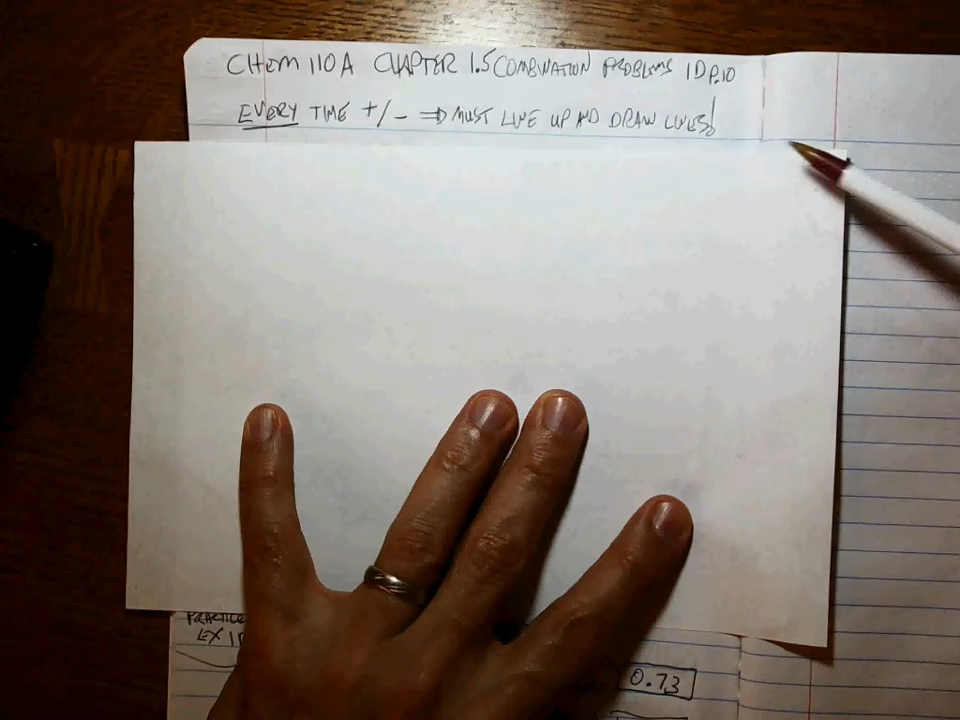 CHEM 110A CHAPTER 1.5 COMBINATION PROBLEMS 1D P.10
EVERY TIME +/- ⇒ MUST LINE UP AND DRAW LINES!
PRACTICE
EX 1
0.73